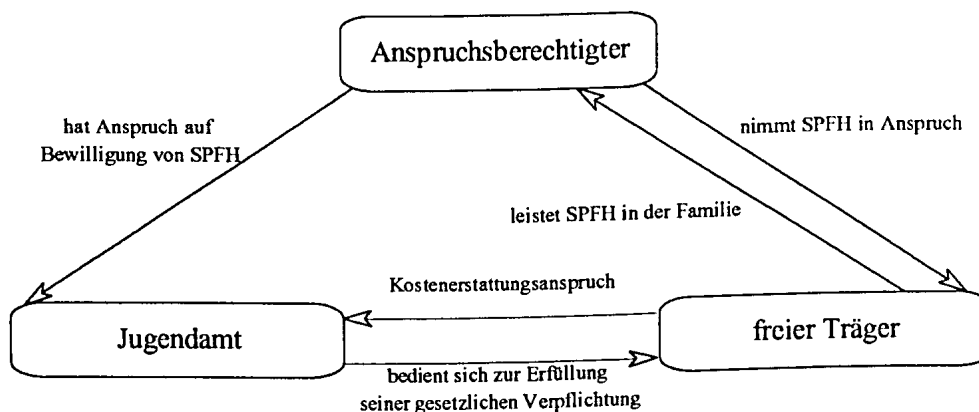 Anspruchsberechtigter
hat Anspruch auf
Bewilligung von SPFH
nimmt SPFH in Anspruch
leistet SPFH in der Familie
Kostenerstattungsanspruch
Jugendamt
freier Träger
bedient sich zur Erfüllung
seiner gesetzlichen Verpflichtung